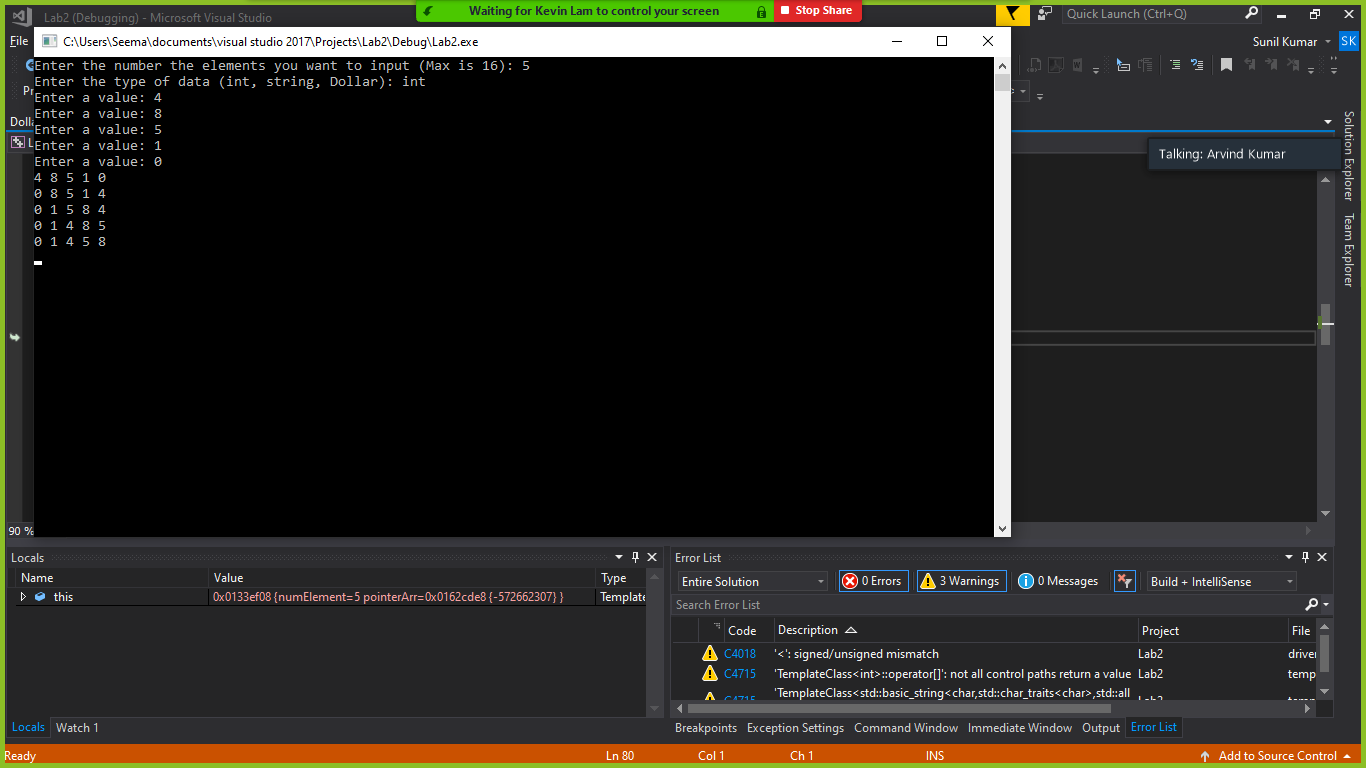 Lab2 (Debugging) - Microsoft Visual Studio
Waiting for Kevin Lam to control your screen
Stop Share
Quick Launch (Ctrl+Q)
File
C:\Users\Seema\documents\visual studio 2017\Projects\Lab2\Debug\Lab2.exe
Sunil Kumar
SK
Enter the number the elements you want to input (Max is 16): 5
Enter the type of data (int, string, Dollar): int
Enter a value: 4
Enter a value: 8
Enter a value: 5
Enter a value: 1
Enter a value: 0
4 8 5 1 0
0 8 5 1 4
0 1 5 8 4
0 1 4 8 5
0 1 4 5 8
Talking: Arvind Kumar
Solution Explorer
Team Explorer
90 %
Locals
Name Value Type
this 0x0133ef08 {numElement=5 pointerArr=0x0162cde8 {-572662307} } Template
Locals Watch 1
Error List
Entire Solution 0 Errors 3 Warnings 0 Messages Build + IntelliSense
Search Error List
Code Description Project File
C4018 '<': signed/unsigned mismatch Lab2
C4715 'TemplateClass<int>::operator[]': not all control paths return a value Lab2
'TemplateClass<std::basic_string<char,std::char_traits<char>,std::all
C4715 Lab2
Breakpoints Exception Settings Command Window Immediate Window Output Error List
Ready Ln 80 Col 1 Ch 1 INS Add to Source Control